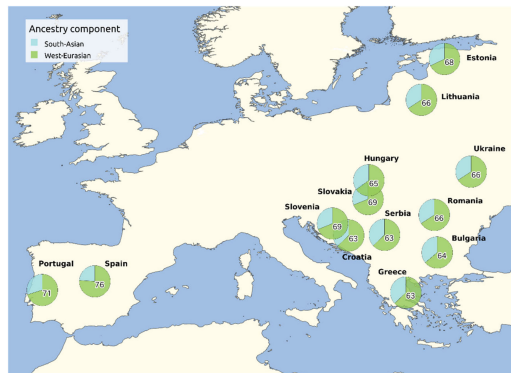 Ancestry component
South-Asian
West-Eurasian
68
Estonia
66
Lithuania
Ukraine
66
Hungary
65
Slovakia
69
Slovenia
69
63
Croatia
Serbia
63
Romania
66
Bulgaria
64
Greece
63
Portugal
71
Spain
76